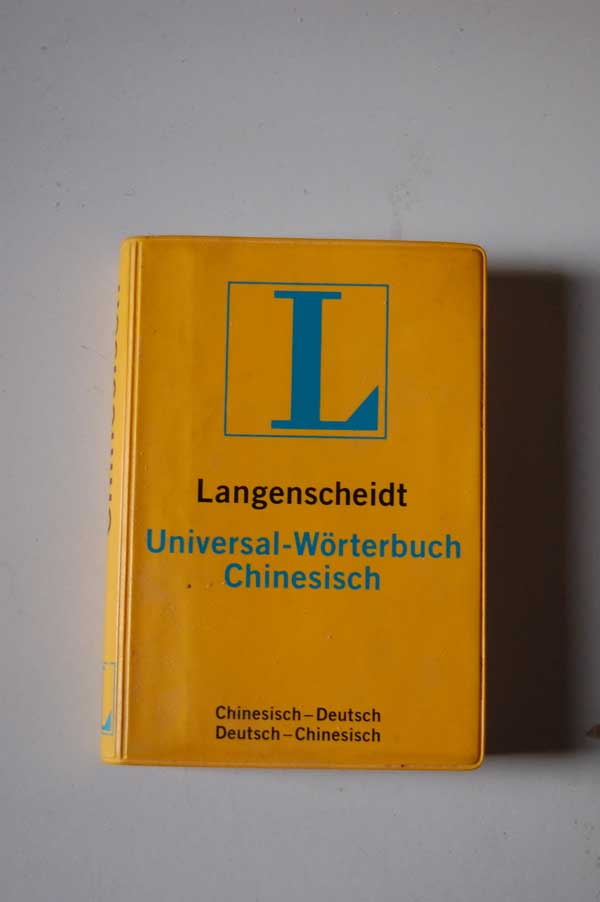 L
Langenscheidt
Universal-Wörterbuch
Chinesisch
Chinesisch–Deutsch
Deutsch–Chinesisch
L